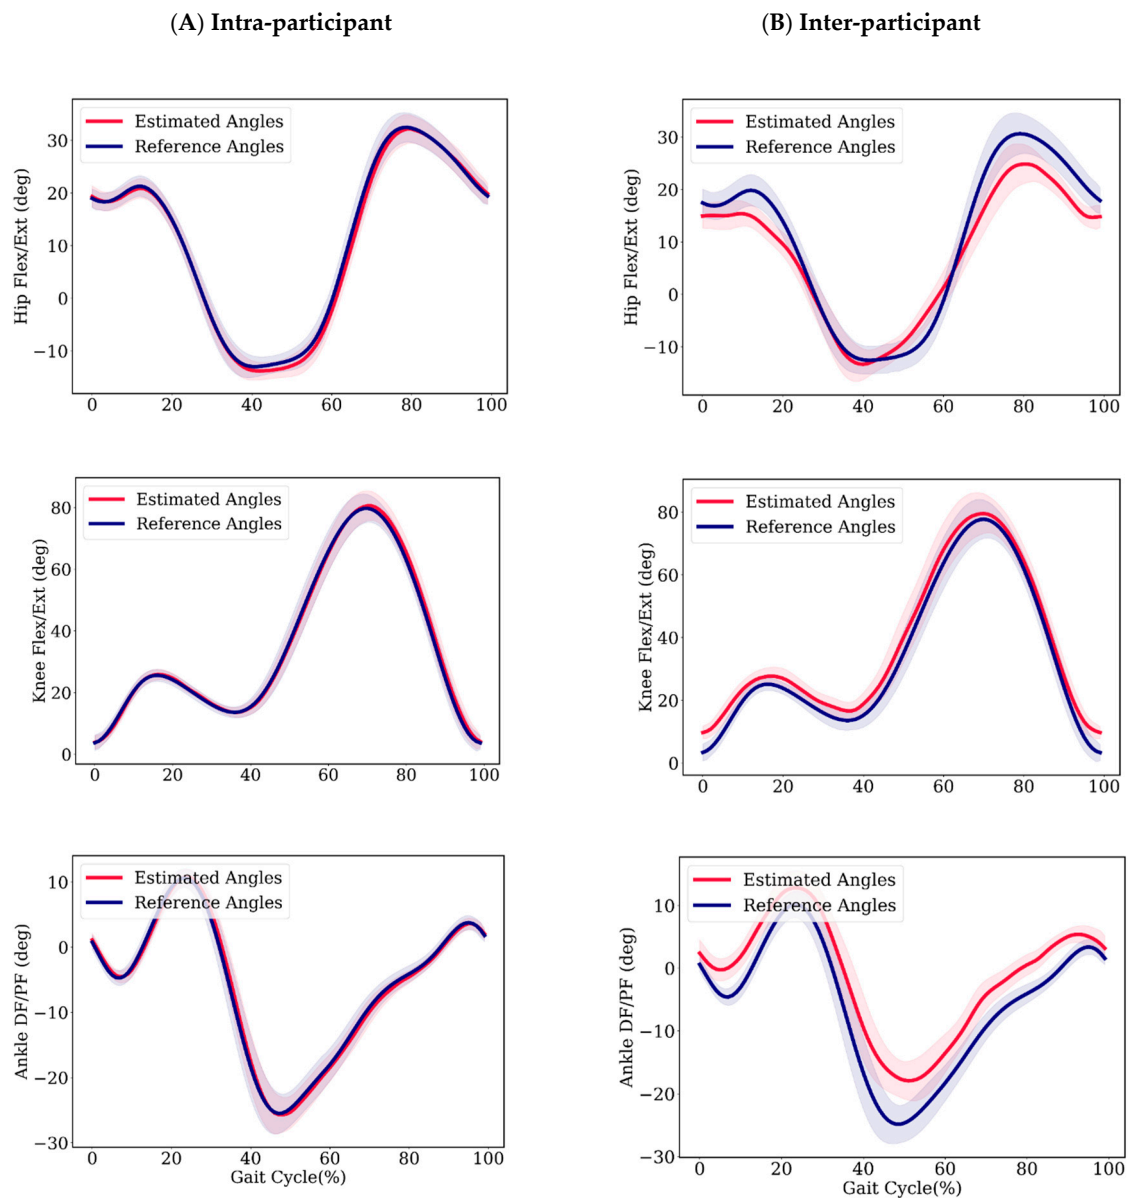 (A) Intra-participant
(B) Inter-participant
Hip Flex/Ext (deg)
30
20
10
0
−10
Estimated Angles
Reference Angles
0 20 40 60 80 100
Hip Flex/Ext (deg)
30
20
10
0
−10
Estimated Angles
Reference Angles
0 20 40 60 80 100
Knee Flex/Ext (deg)
80
60
40
20
0
Estimated Angles
Reference Angles
0 20 40 60 80 100
Knee Flex/Ext (deg)
80
60
40
20
0
Estimated Angles
Reference Angles
0 20 40 60 80 100
Ankle DF/PF (deg)
10
0
−10
−20
−30
Estimated Angles
Reference Angles
0 20 40 60 80 100
Gait Cycle(%)
Ankle DF/PF (deg)
10
0
−10
−20
−30
Estimated Angles
Reference Angles
0 20 40 60 80 100
Gait Cycle(%)